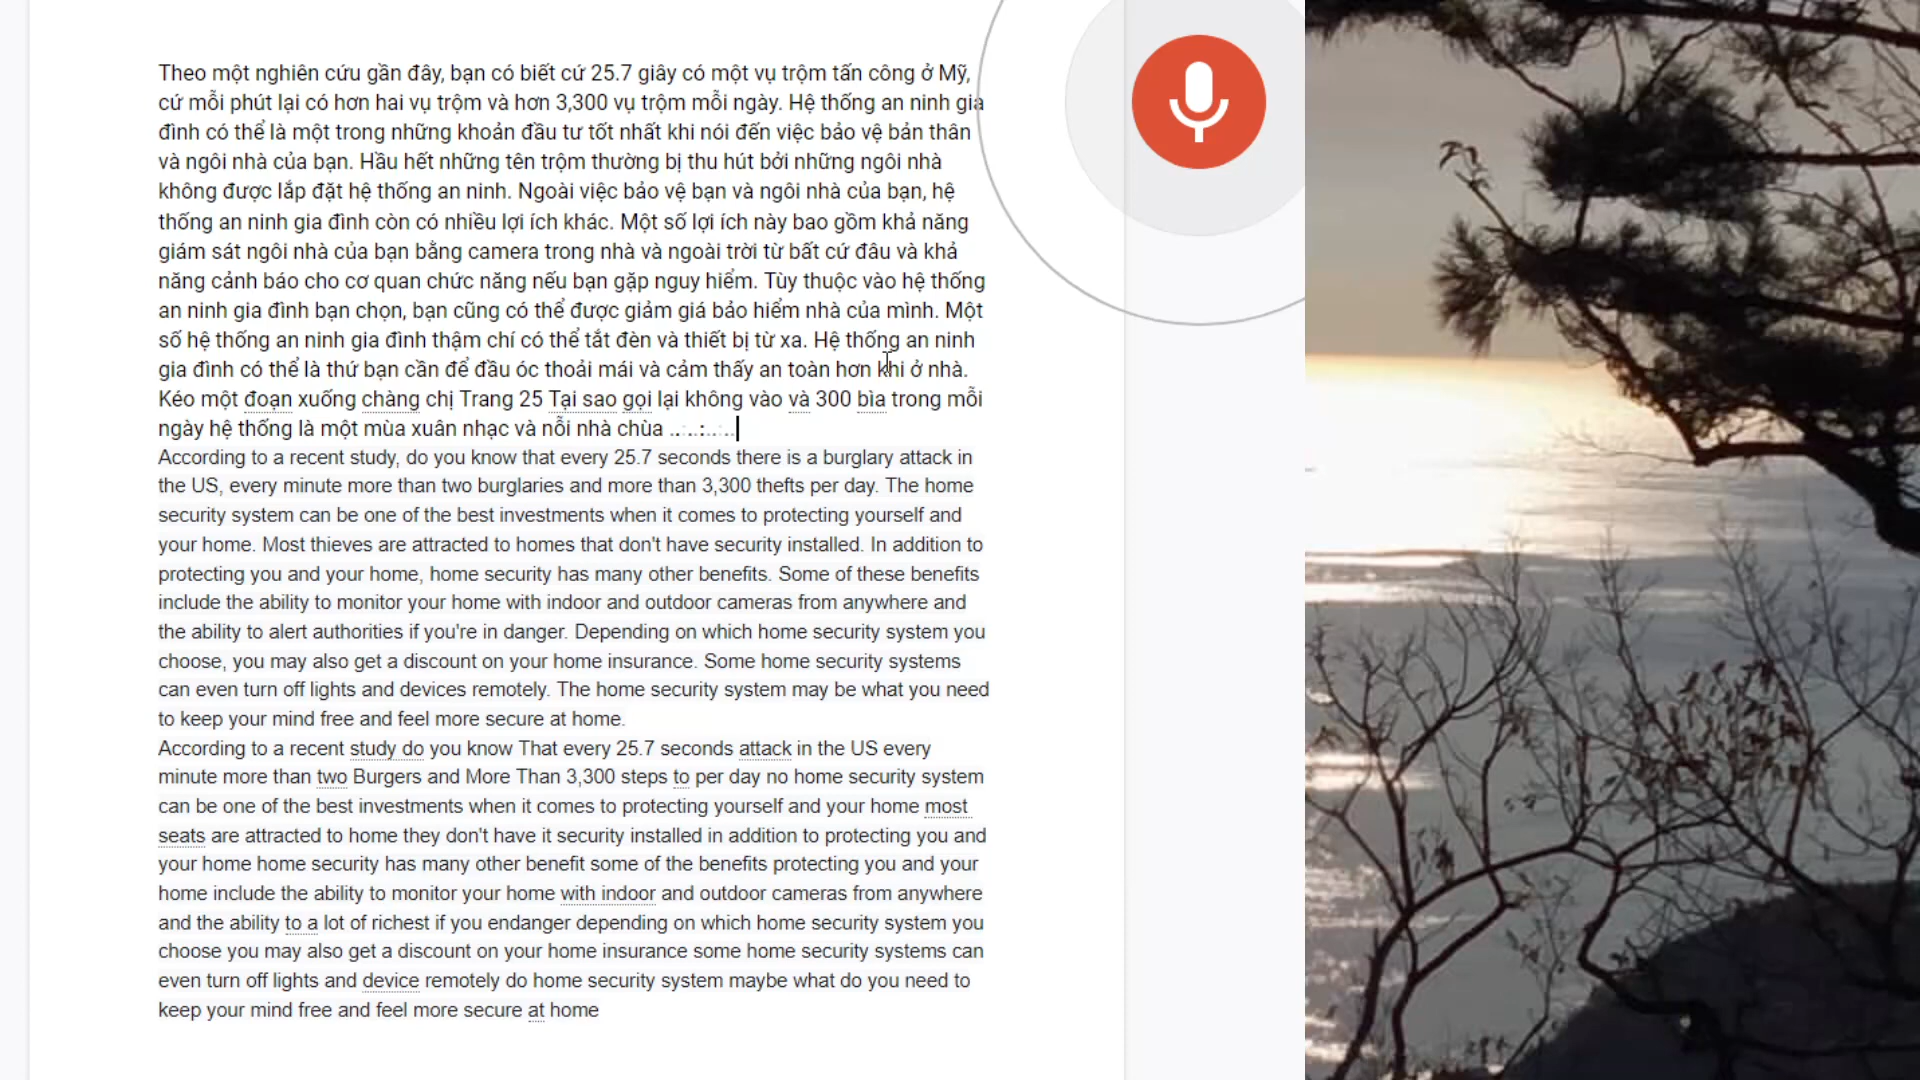 Theo một nghiên cứu gần đây, bạn có biết cứ 25.7 giây có một vụ trộm tấn công ở Mỹ,
cứ mỗi phút lại có hơn hai vụ trộm và hơn 3,300 vụ trộm mỗi ngày. Hệ thống an ninh gia
đình có thể là một trong những khoản đầu tư tốt nhất khi nói đến việc bảo vệ bản thân
và ngôi nhà của bạn. Hầu hết những tên trộm thường bị thu hút bởi những ngôi nhà
không được lắp đặt hệ thống an ninh. Ngoài việc bảo vệ bạn và ngôi nhà của bạn, hệ
thống an ninh gia đình còn có nhiều lợi ích khác. Một số lợi ích này bao gồm khả năng
giám sát ngôi nhà của bạn bằng camera trong nhà và ngoài trời từ bất cứ đâu và khả
năng cảnh báo cho cơ quan chức năng nếu bạn gặp nguy hiểm. Tùy thuộc vào hệ thống
an ninh gia đình bạn chọn, bạn cũng có thể được giảm giá bảo hiểm nhà của mình. Một
số hệ thống an ninh gia đình thậm chí có thể tắt đèn và thiết bị từ xa. Hệ thống an ninh
gia đình có thể là thứ bạn cần để đầu óc thoải mái và cảm thấy an toàn hơn khi ở nhà.
Kéo một đoạn xuống chàng chị Trang 25 Tại sao gọi lại không vào và 300 bìa trong mỗi
ngày hệ thống là một mùa xuân nhạc và nỗi nhà chùa
According to a recent study, do you know that every 25.7 seconds there is a burglary attack in
the US, every minute more than two burglaries and more than 3,300 thefts per day. The home
security system can be one of the best investments when it comes to protecting yourself and
your home. Most thieves are attracted to homes that don't have security installed. In addition to
protecting you and your home, home security has many other benefits. Some of these benefits
include the ability to monitor your home with indoor and outdoor cameras from anywhere and
the ability to alert authorities if you're in danger. Depending on which home security system you
choose, you may also get a discount on your home insurance. Some home security systems
can even turn off lights and devices remotely. The home security system may be what you need
to keep your mind free and feel more secure at home.
According to a recent study do you know That every 25.7 seconds attack in the US every
minute more than two Burgers and More Than 3,300 steps to per day no home security system
can be one of the best investments when it comes to protecting yourself and your home most
seats are attracted to home they don't have it security installed in addition to protecting you and
your home home security has many other benefit some of the benefits protecting you and your
home include the ability to monitor your home with indoor and outdoor cameras from anywhere
and the ability to a lot of richest if you endanger depending on which home security system you
choose you may also get a discount on your home insurance some home security systems can
even turn off lights and device remotely do home security system maybe what do you need to
keep your mind free and feel more secure at home